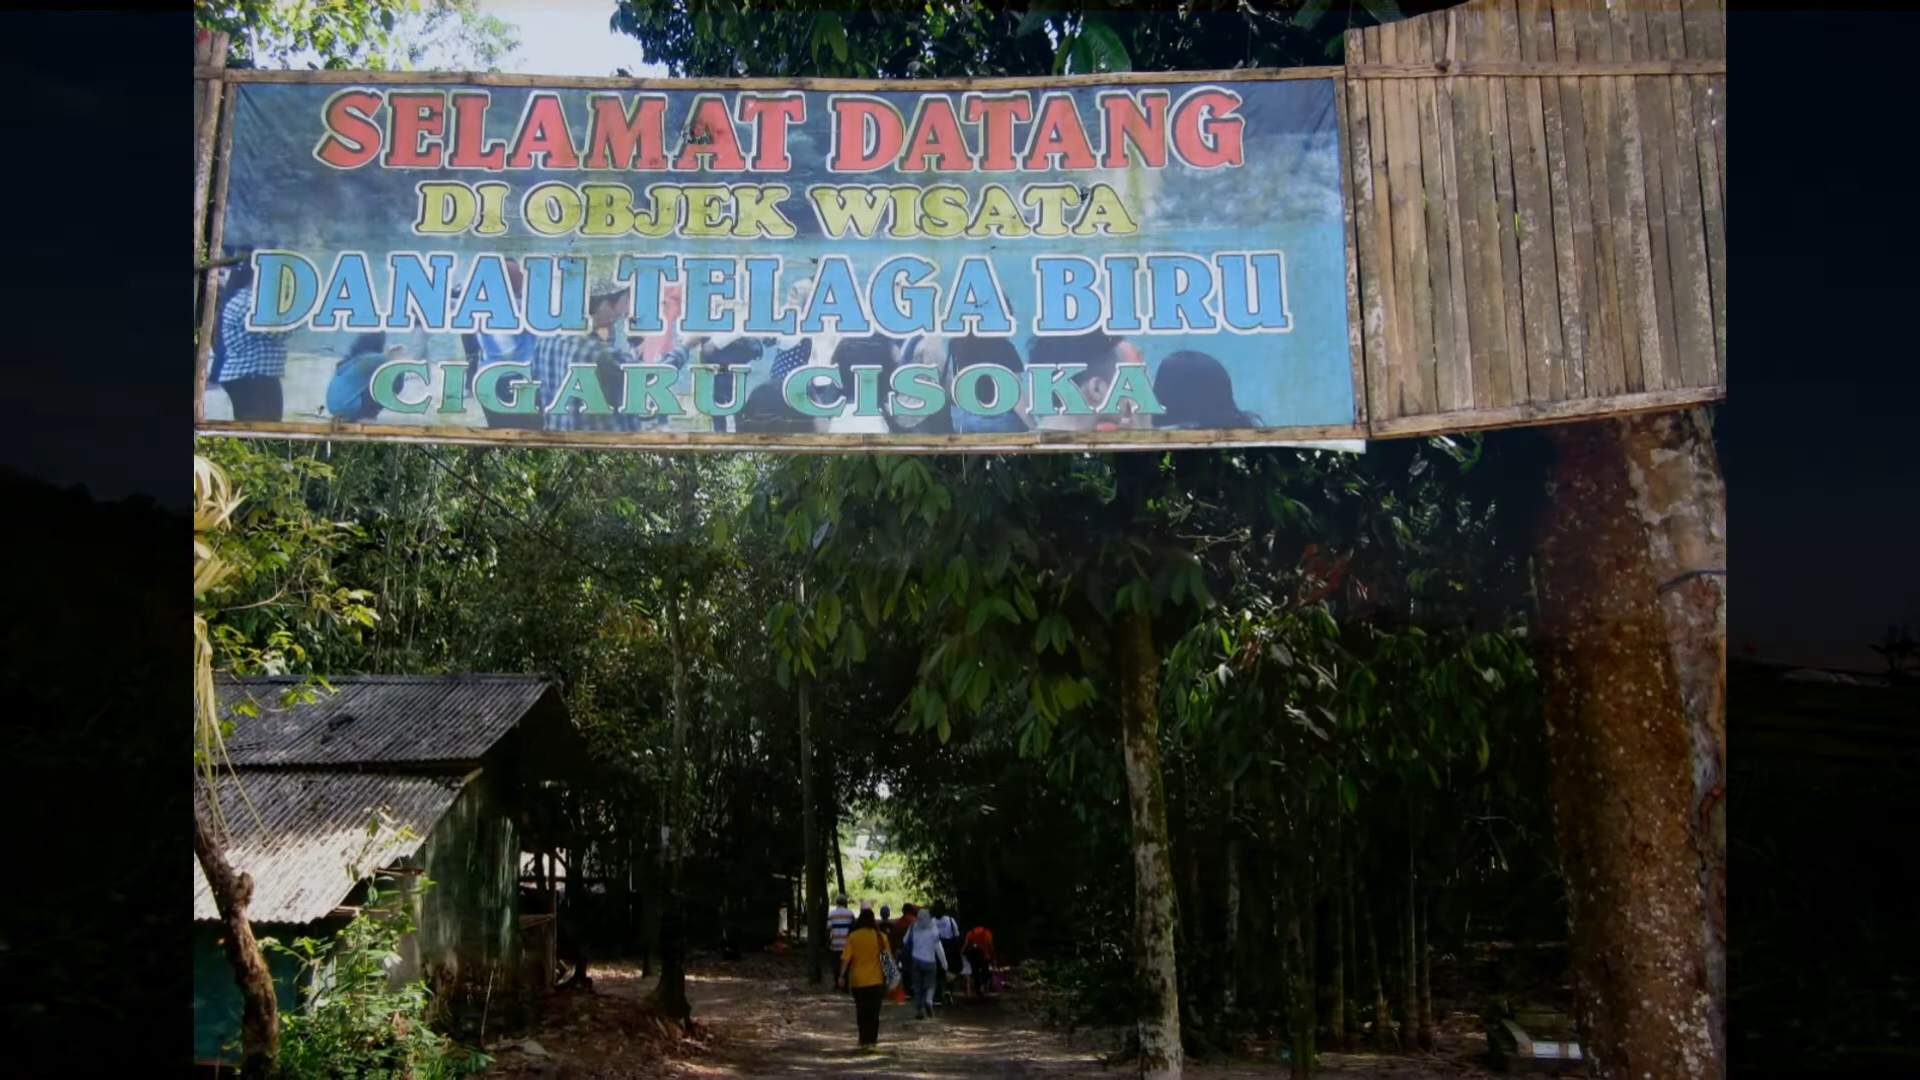 SELAMAT DATANG
DI OBJEK WISATA
DANAU TELAGA BIRU
CIGARU CISOKA